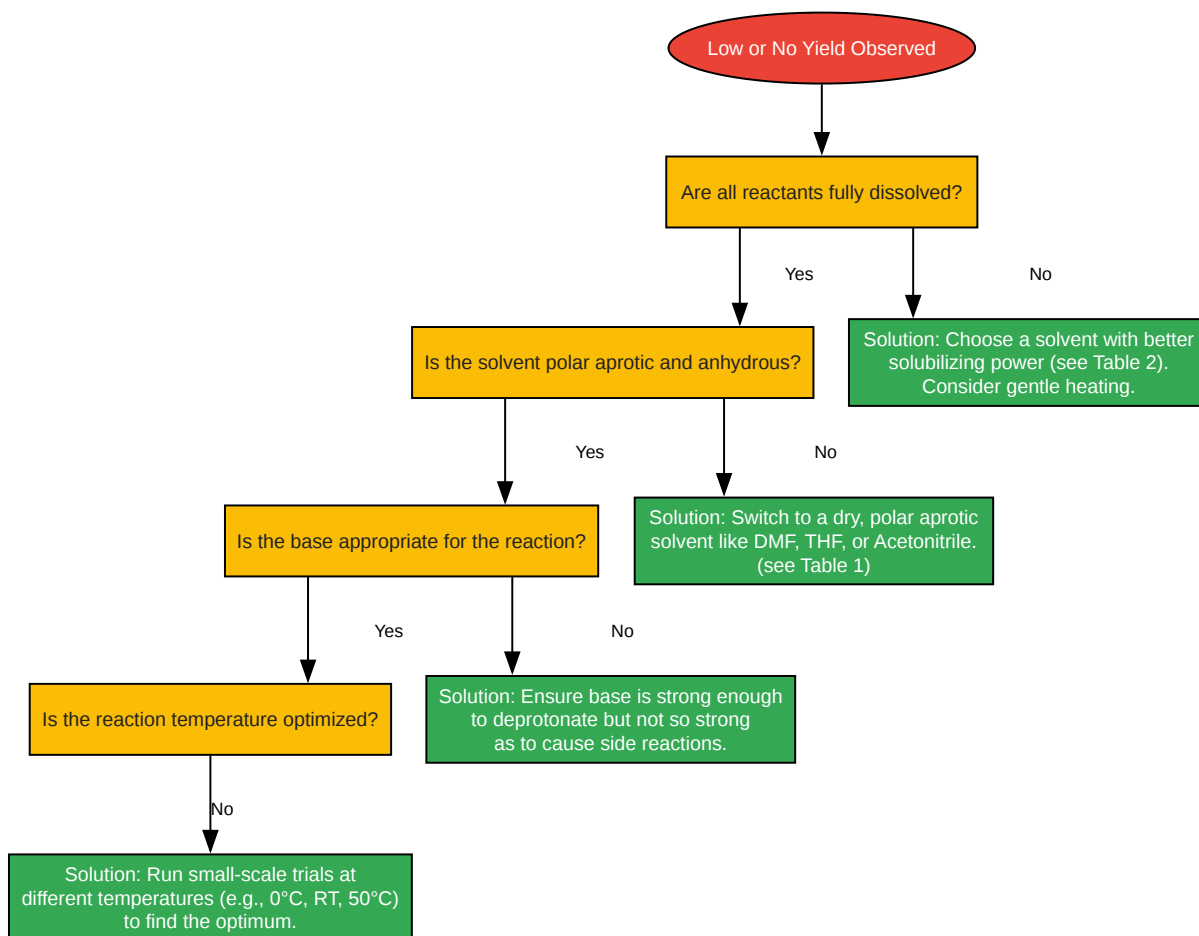 Low or No Yield Observed
Are all reactants fully dissolved?
Yes
No
Is the solvent polar aprotic and anhydrous?
Solution: Choose a solvent with better
solubilizing power (see Table 2).
Consider gentle heating.
Yes
No
Is the base appropriate for the reaction?
Solution: Switch to a dry, polar aprotic
solvent like DMF, THF, or Acetonitrile.
(see Table 1)
Yes
No
Is the reaction temperature optimized?
Solution: Ensure base is strong enough
to deprotonate but not so strong
as to cause side reactions.
No
Solution: Run small-scale trials at
different temperatures (e.g., 0°C, RT, 50°C)
to find the optimum.